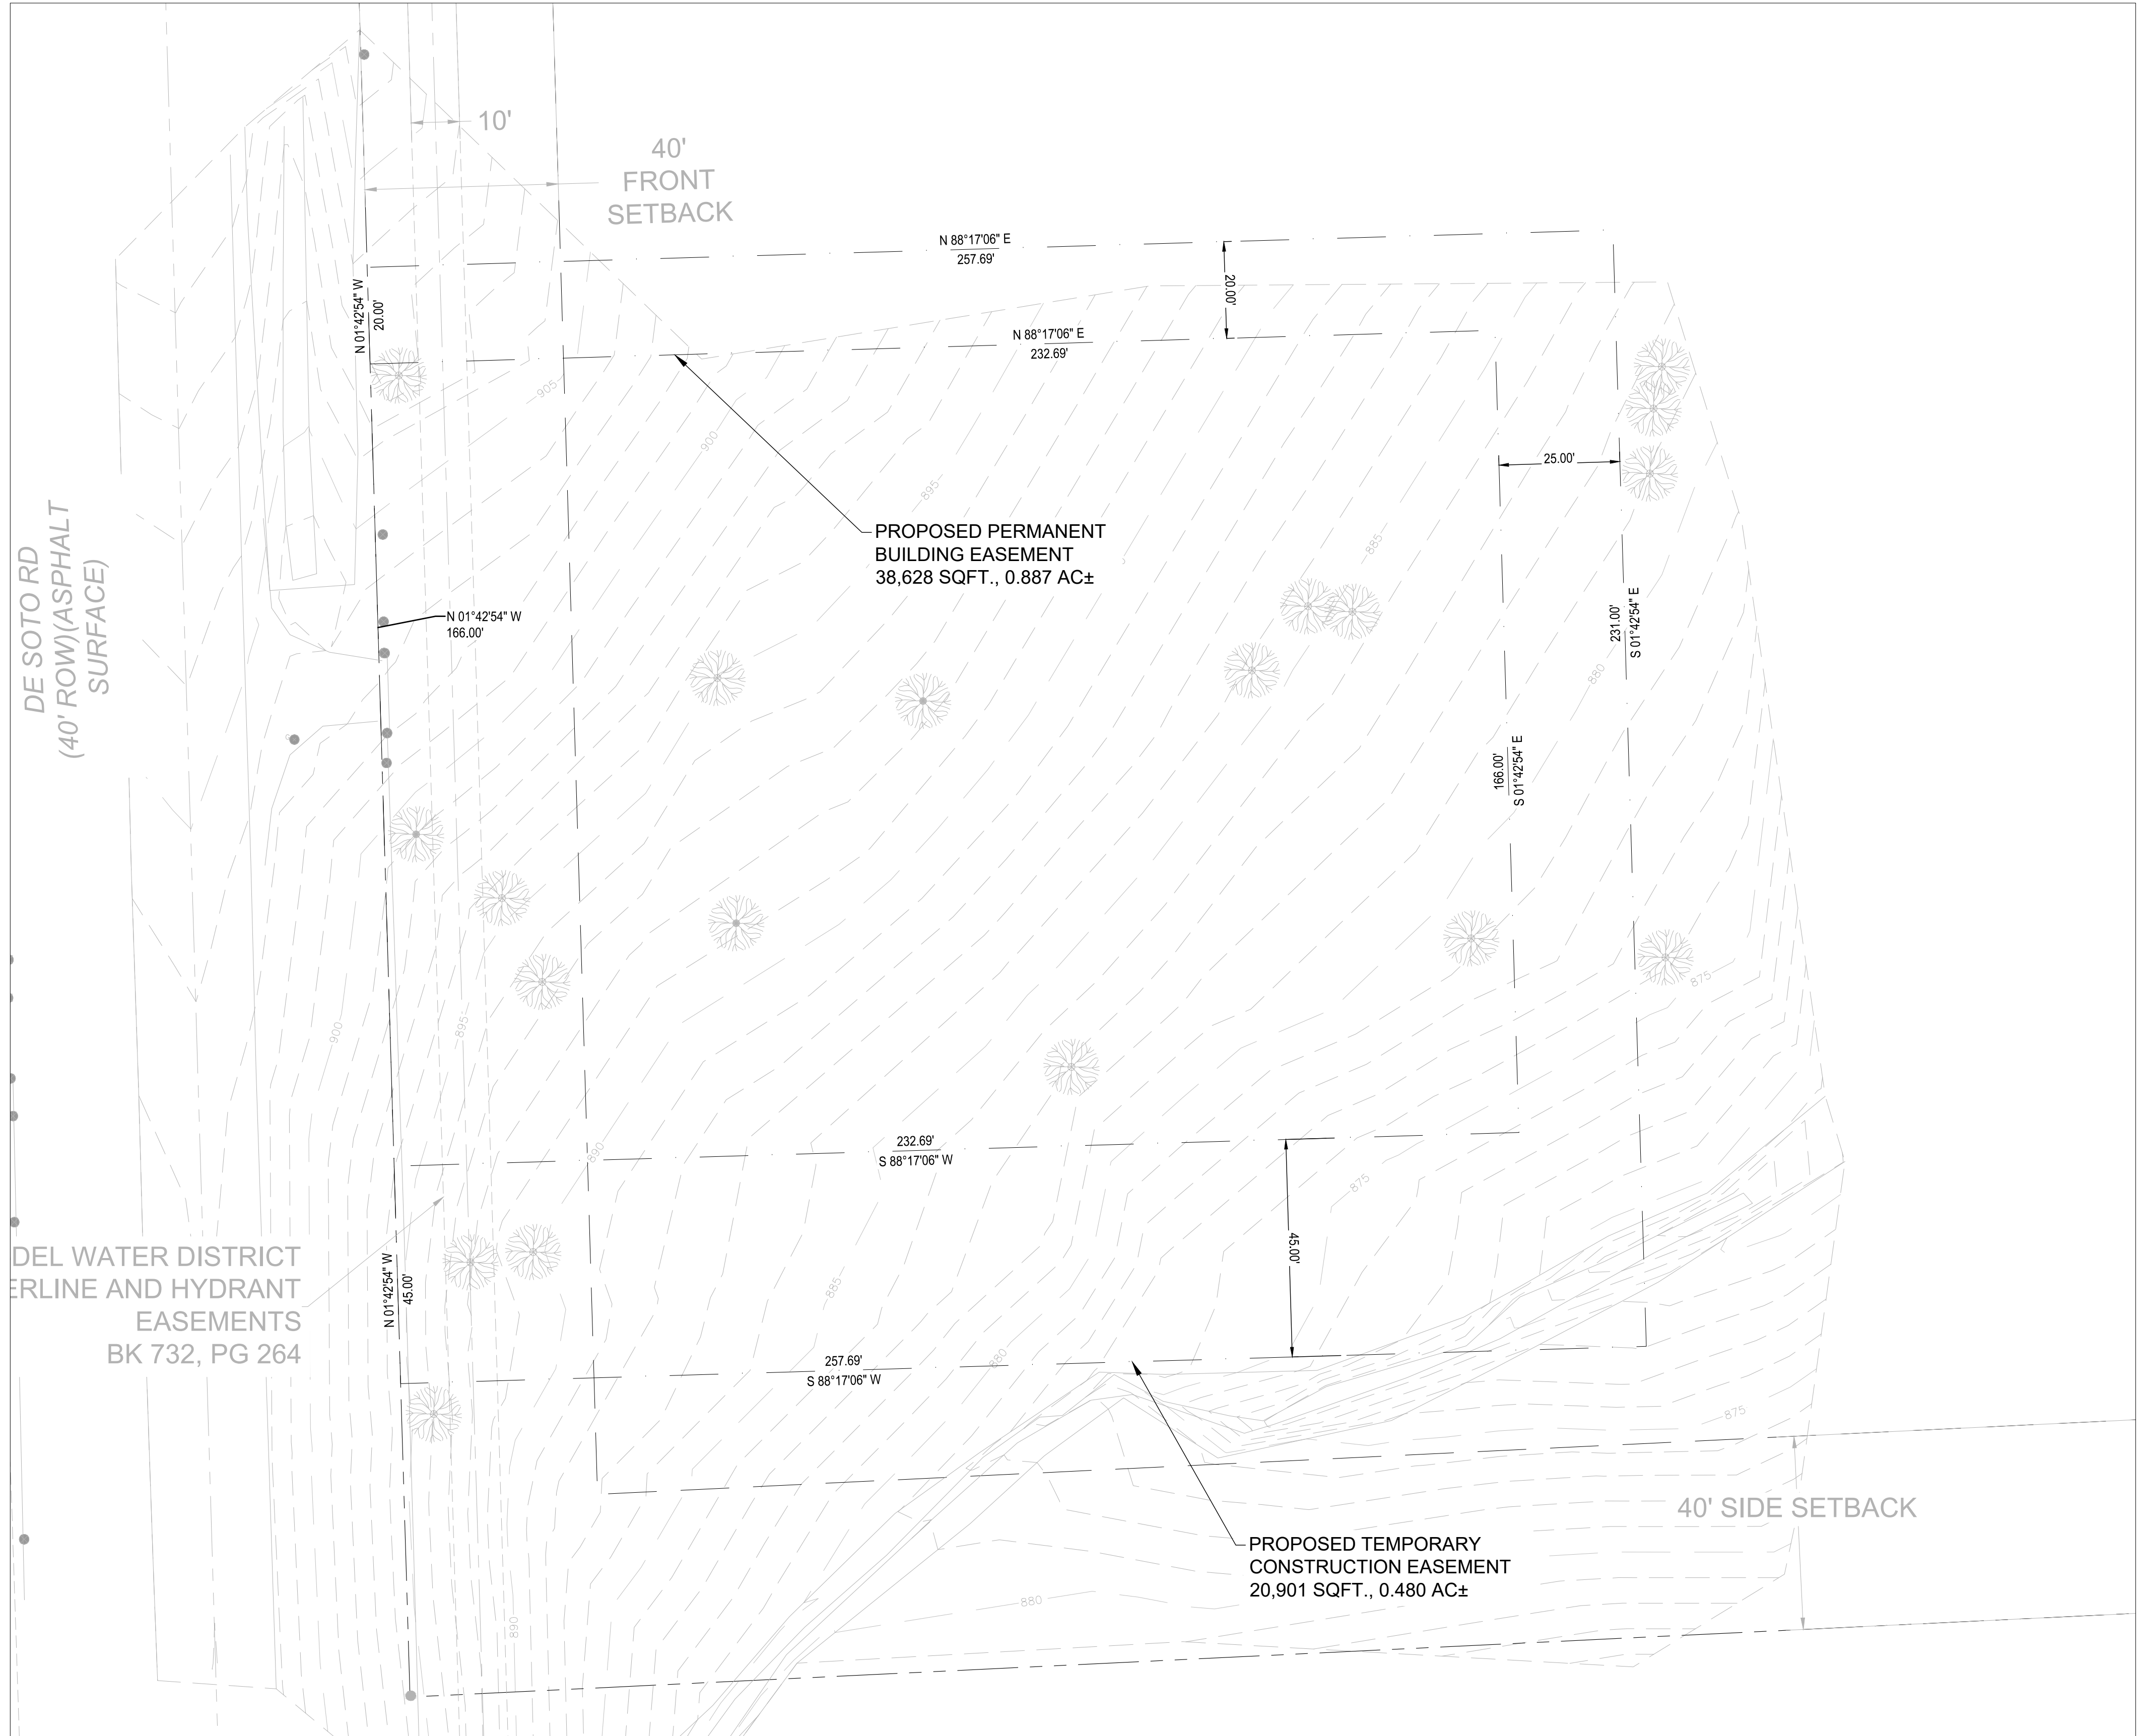 10'
40'
FRONT
SETBACK
N 88°17'06" E
257.69'
20.00'
N 01°42'54" W
20.00'
N 88°17'06" E
232.69'
905
900
895
25.00'
885
PROPOSED PERMANENT
BUILDING EASEMENT
38,628 SQFT., 0.887 AC±
DE SOTO RD
(40' ROW)(ASPHALT
SURFACE)
N 01°42'54" W
166.00'
231.00'
S 01°42'54" E
880
166.00'
S 01°42'54" E
875
900
895
890
232.69'
S 88°17'06" W
875
45.00'
DEL WATER DISTRICT
ERLINE AND HYDRANT
EASEMENTS
BK 732, PG 264
N 01°42'54" W
45.00'
885
880
257.69'
S 88°17'06" W
875
40' SIDE SETBACK
PROPOSED TEMPORARY
CONSTRUCTION EASEMENT
20,901 SQFT., 0.480 AC±
880
890